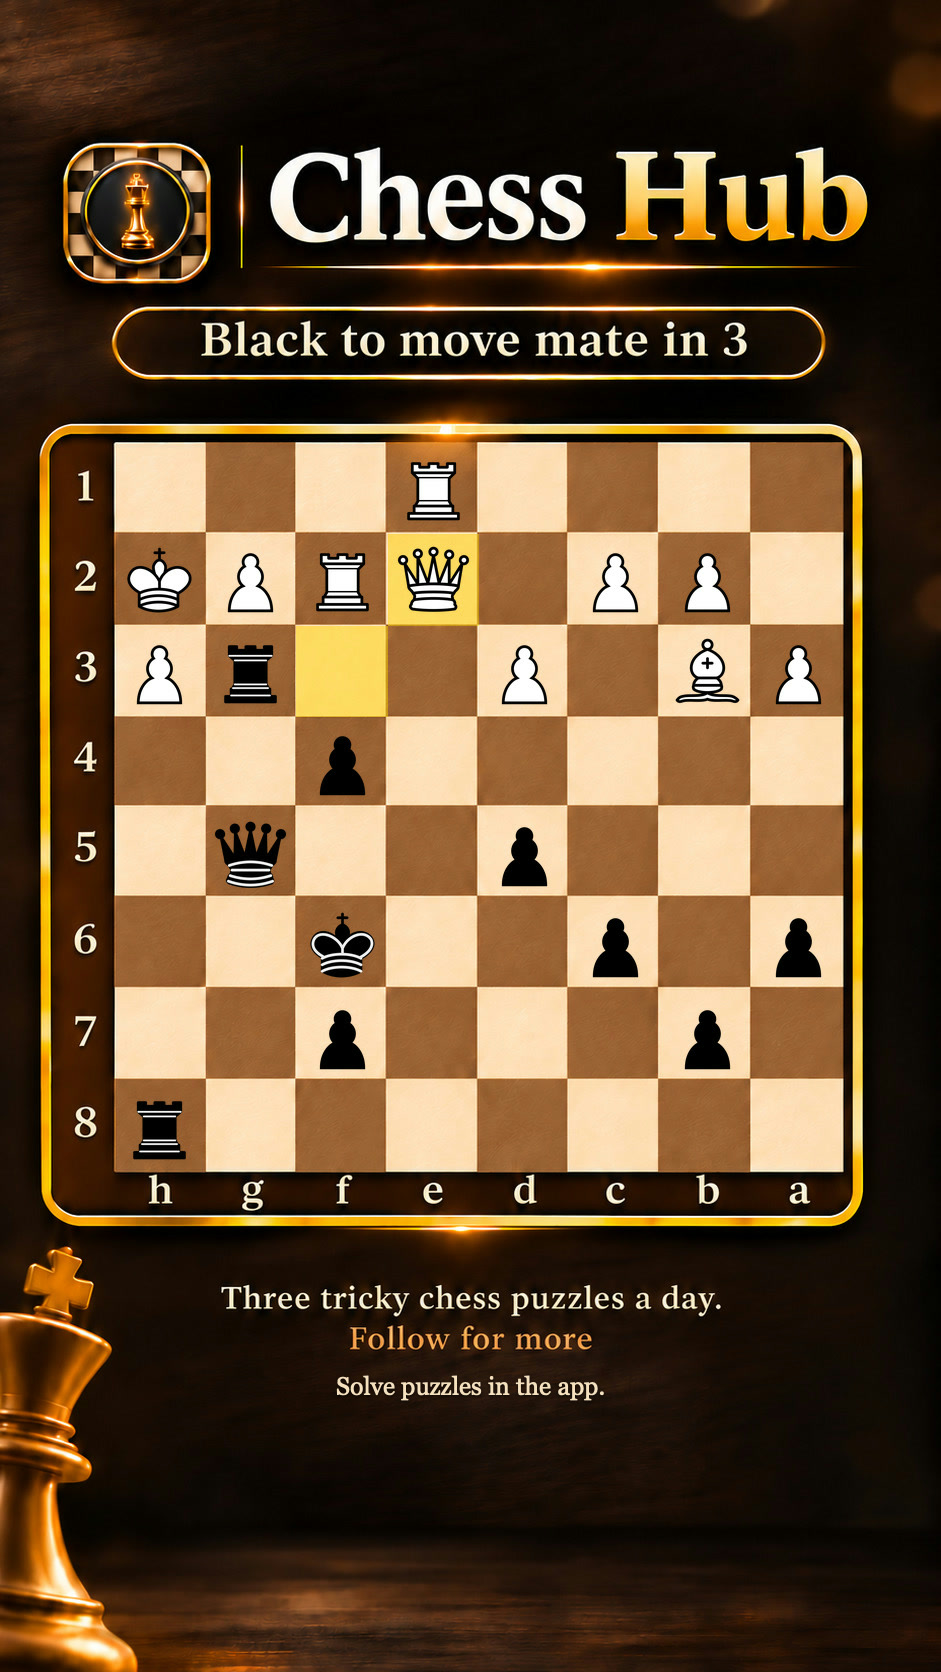 Chess Hub
Black to move mate in 3
1
2
3
4
5
6
7
8
h g f e d c b a
Three tricky chess puzzles a day.
Follow for more
Solve puzzles in the app.